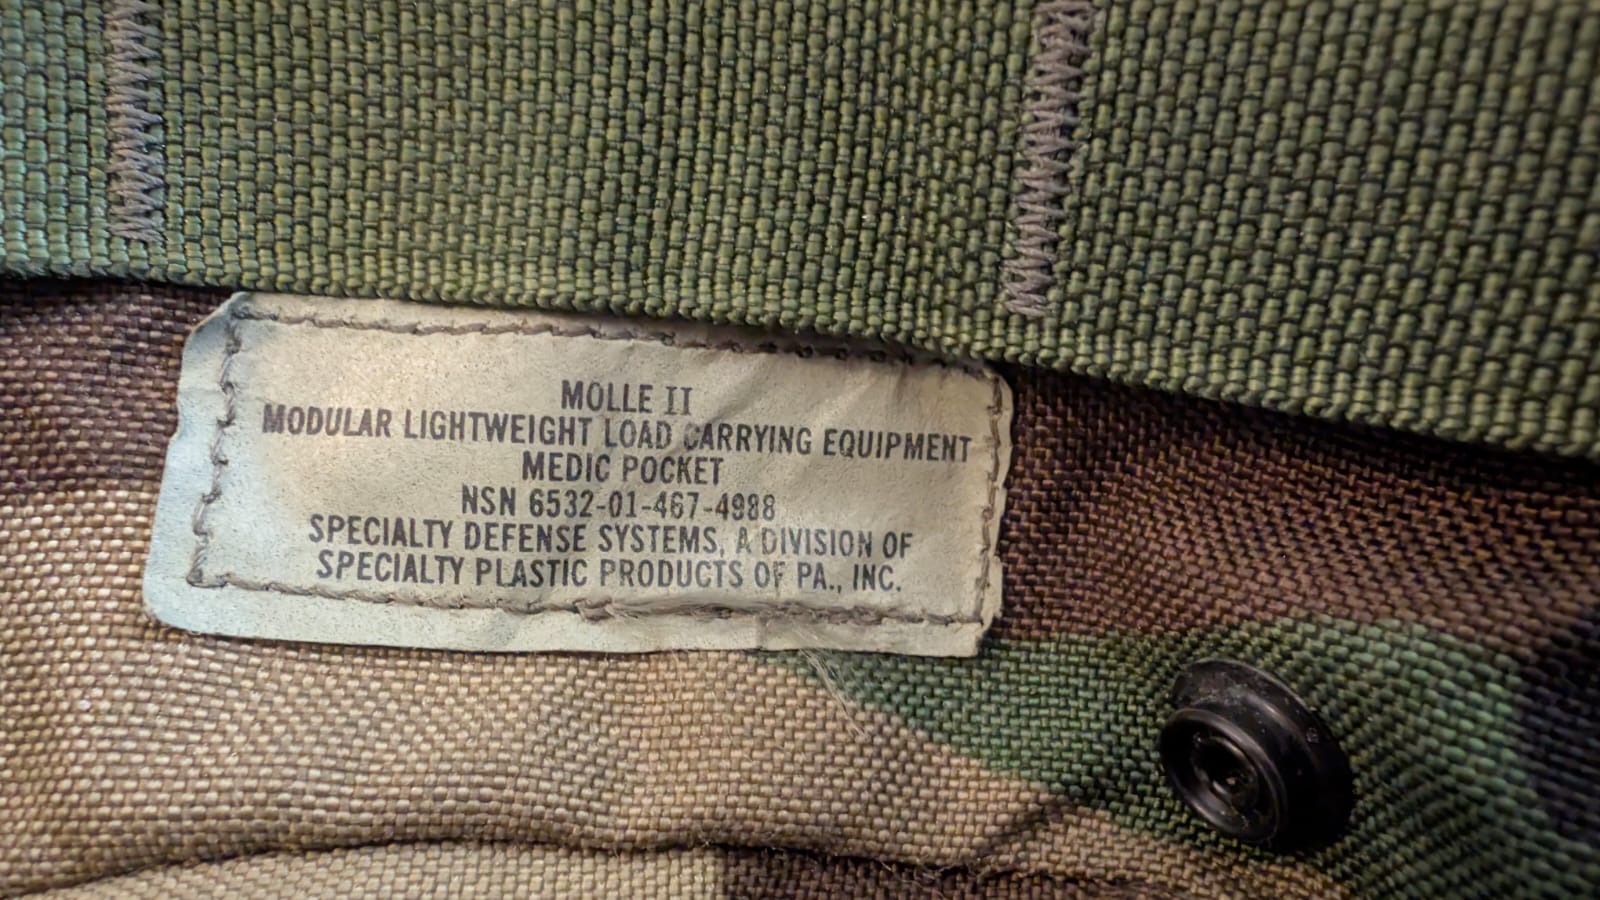 MOLLE II
MODULAR LIGHTWEIGHT LOAD CARRYING EQUIPMENT
MEDIC POCKET
NSN 6532-01-467-4988
SPECIALTY DEFENSE SYSTEMS, A DIVISION OF
SPECIALTY PLASTIC PRODUCTS OF PA., INC.